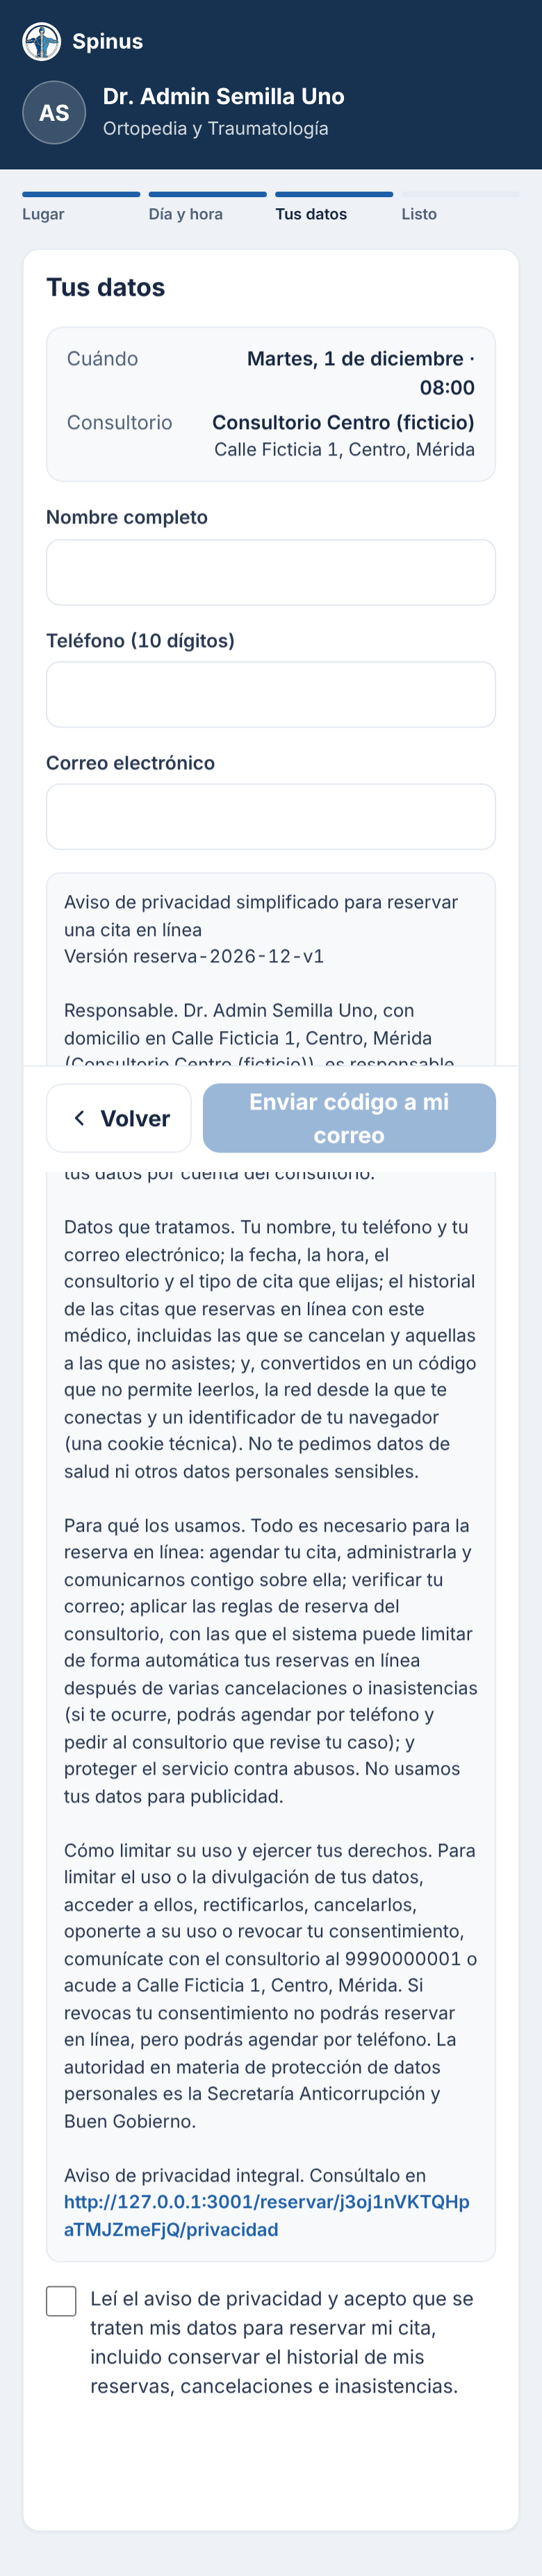 Spinus
AS
Dr. Admin Semilla Uno
Ortopedia y Traumatología
Lugar
Día y hora
Tus datos
Listo
Tus datos
Cuándo
Martes, 1 de diciembre ·
08:00
Consultorio
Consultorio Centro (ficticio)
Calle Ficticia 1, Centro, Mérida
Nombre completo
Teléfono (10 dígitos)
Correo electrónico
Aviso de privacidad simplificado para reservar
una cita en línea
Versión reserva-2026-12-v1
Responsable. Dr. Admin Semilla Uno, con
domicilio en Calle Ficticia 1, Centro, Mérida
(Consultorio Centro (ficticio)), es responsable
Volver
Enviar código a mi
correo
tus datos por cuenta del consultorio.
Datos que tratamos. Tu nombre, tu teléfono y tu
correo electrónico; la fecha, la hora, el
consultorio y el tipo de cita que elijas; el historial
de las citas que reservas en línea con este
médico, incluidas las que se cancelan y aquellas
a las que no asistes; y, convertidos en un código
que no permite leerlos, la red desde la que te
conectas y un identificador de tu navegador
(una cookie técnica). No te pedimos datos de
salud ni otros datos personales sensibles.
Para qué los usamos. Todo es necesario para la
reserva en línea: agendar tu cita, administrarla y
comunicarnos contigo sobre ella; verificar tu
correo; aplicar las reglas de reserva del
consultorio, con las que el sistema puede limitar
de forma automática tus reservas en línea
después de varias cancelaciones o inasistencias
(si te ocurre, podrás agendar por teléfono y
pedir al consultorio que revise tu caso); y
proteger el servicio contra abusos. No usamos
tus datos para publicidad.
Cómo limitar su uso y ejercer tus derechos. Para
limitar el uso o la divulgación de tus datos,
acceder a ellos, rectificarlos, cancelarlos,
oponerte a su uso o revocar tu consentimiento,
comunícate con el consultorio al 9990000001 o
acude a Calle Ficticia 1, Centro, Mérida. Si
revocas tu consentimiento no podrás reservar
en línea, pero podrás agendar por teléfono. La
autoridad en materia de protección de datos
personales es la Secretaría Anticorrupción y
Buen Gobierno.
Aviso de privacidad integral. Consúltalo en
http://127.0.0.1:3001/reservar/j3oj1nVKTQHp
aTMJZmeFjQ/privacidad
Leí el aviso de privacidad y acepto que se
traten mis datos para reservar mi cita,
incluido conservar el historial de mis
reservas, cancelaciones e inasistencias.